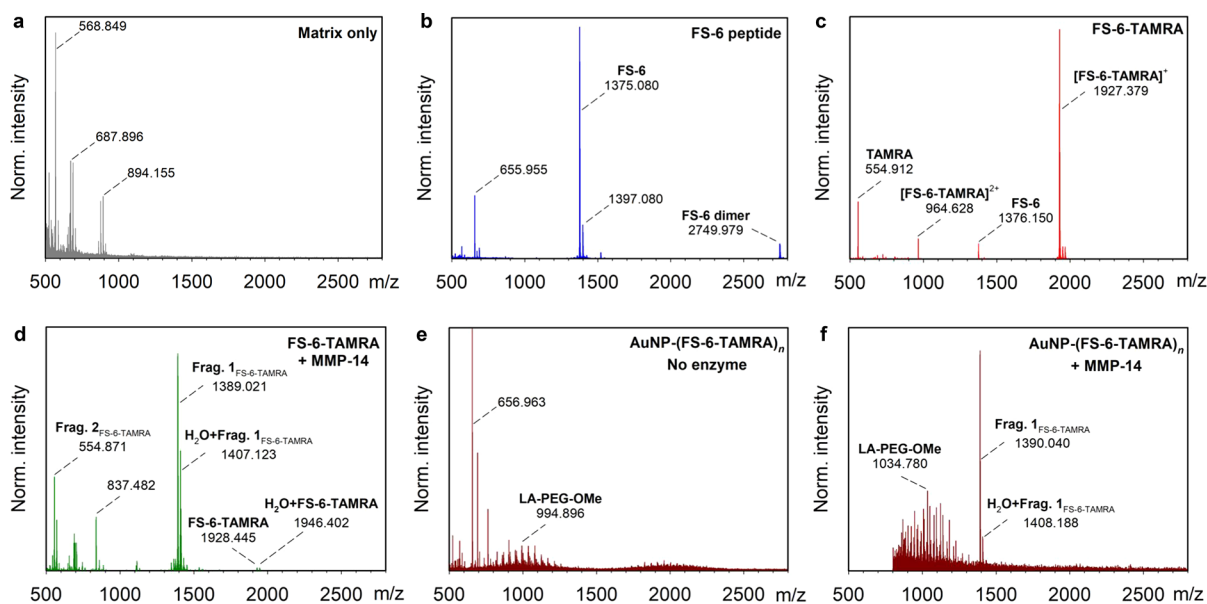 a
Matrix only
568.849
687.896
894.155
Norm. intensity
500 1000 1500 2000 2500 m/z
b
FS-6 peptide
FS-6
1375.080
655.955
1397.080
FS-6 dimer
2749.979
Norm. intensity
500 1000 1500 2000 2500 m/z
c
FS-6-TAMRA
[FS-6-TAMRA]⁺
1927.379
TAMRA
554.912
[FS-6-TAMRA]²⁺
964.628
FS-6
1376.150
Norm. intensity
500 1000 1500 2000 2500 m/z
d
FS-6-TAMRA
+ MMP-14
Frag. 1FS-6-TAMRA
1389.021
Frag. 2FS-6-TAMRA
554.871
H₂O+Frag. 1FS-6-TAMRA
1407.123
837.482
FS-6-TAMRA
1928.445
H₂O+FS-6-TAMRA
1946.402
Norm. intensity
500 1000 1500 2000 2500 m/z
e
AuNP-(FS-6-TAMRA)n
No enzyme
656.963
LA-PEG-OMe
994.896
Norm. intensity
500 1000 1500 2000 2500 m/z
f
AuNP-(FS-6-TAMRA)n
+ MMP-14
Frag. 1FS-6-TAMRA
1390.040
LA-PEG-OMe
1034.780
H₂O+Frag. 1FS-6-TAMRA
1408.188
Norm. intensity
500 1000 1500 2000 2500 m/z